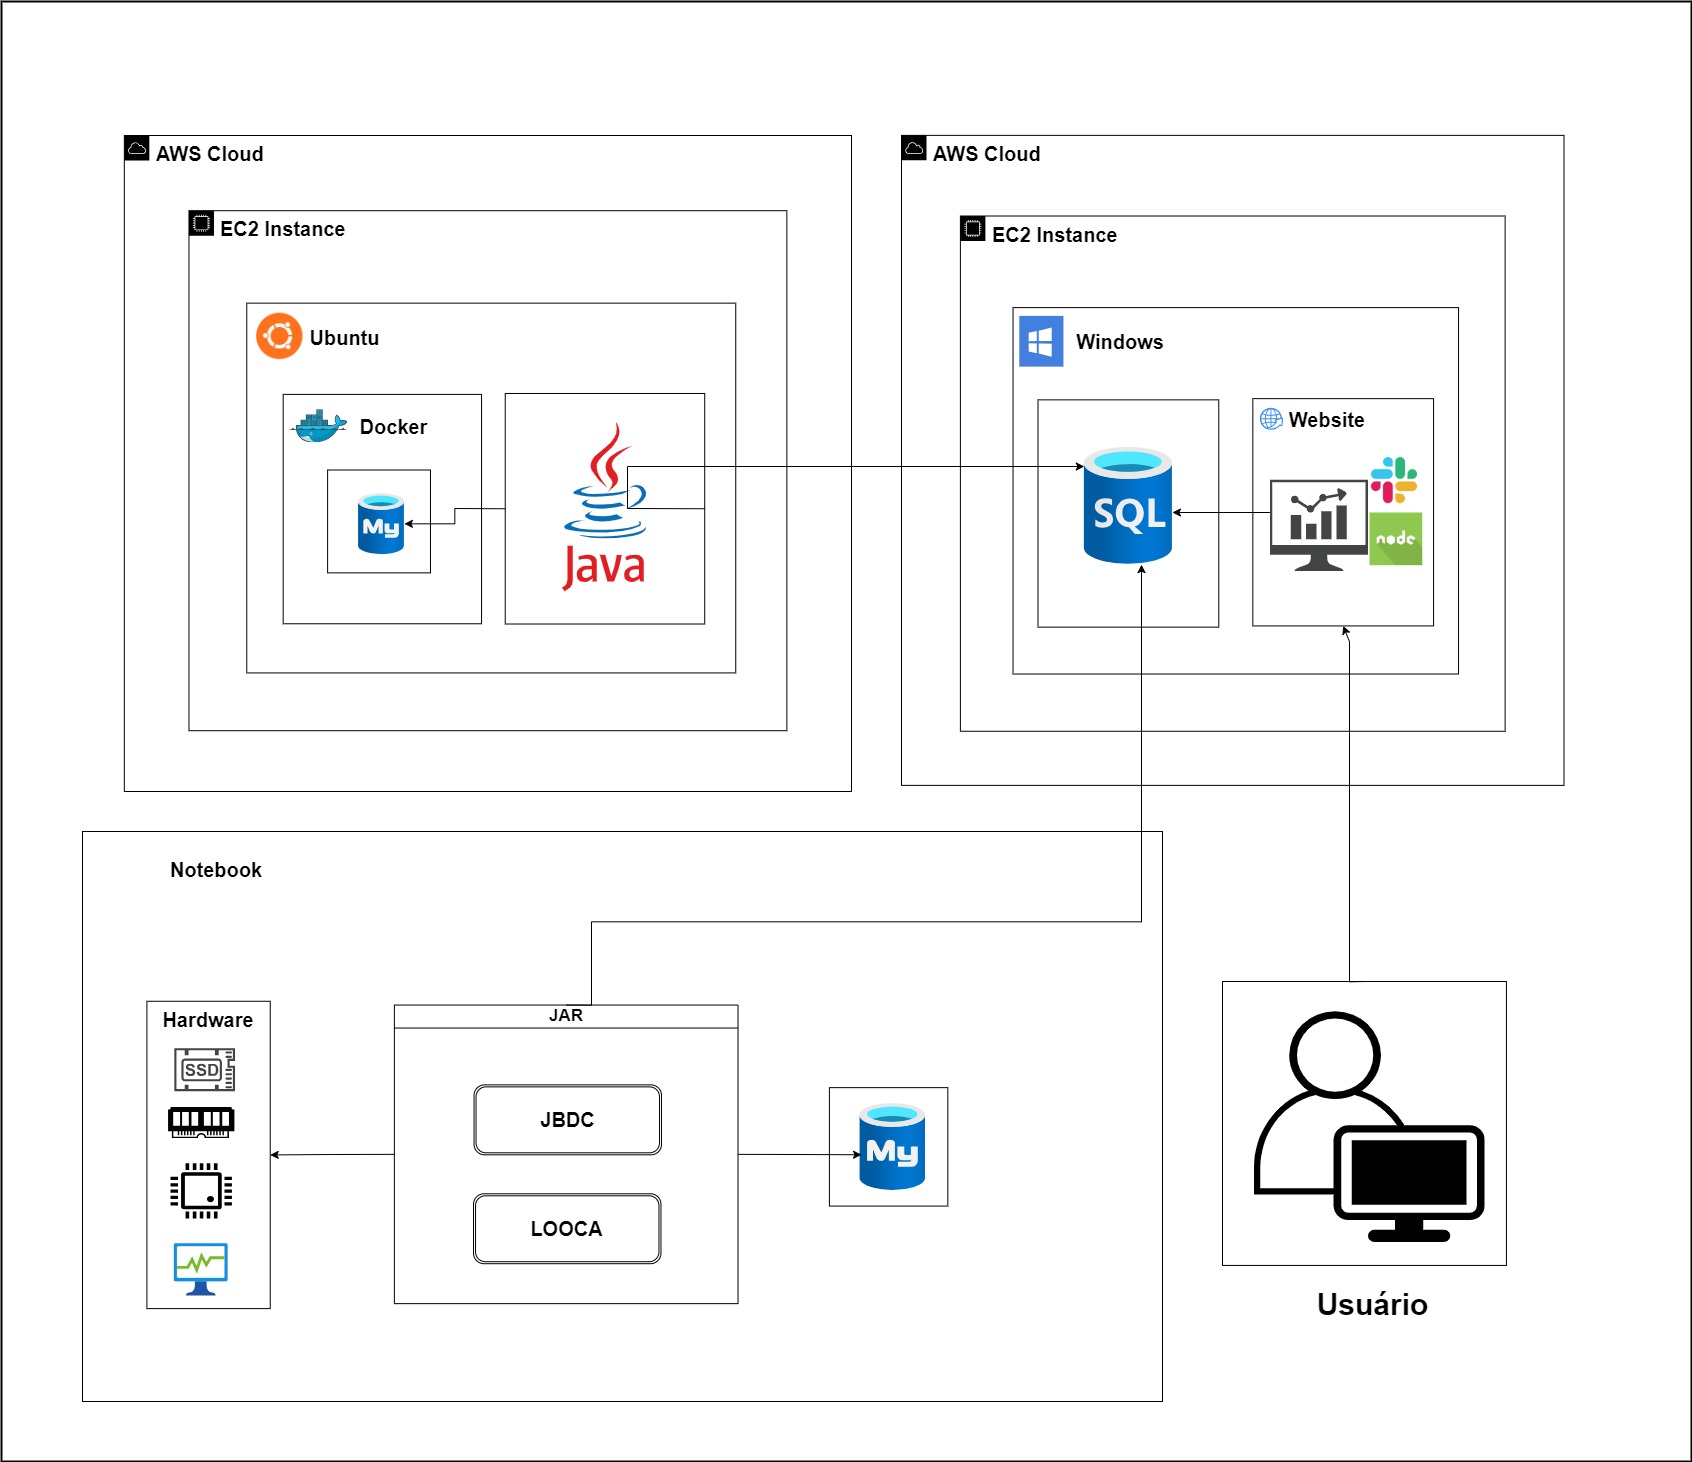 AWS Cloud
EC2 Instance
Ubuntu
Docker
My
Java
AWS Cloud
EC2 Instance
Windows
SQL
Website
node
Notebook
Hardware
SSD
JAR
JBDC
LOOCA
My
Usuário